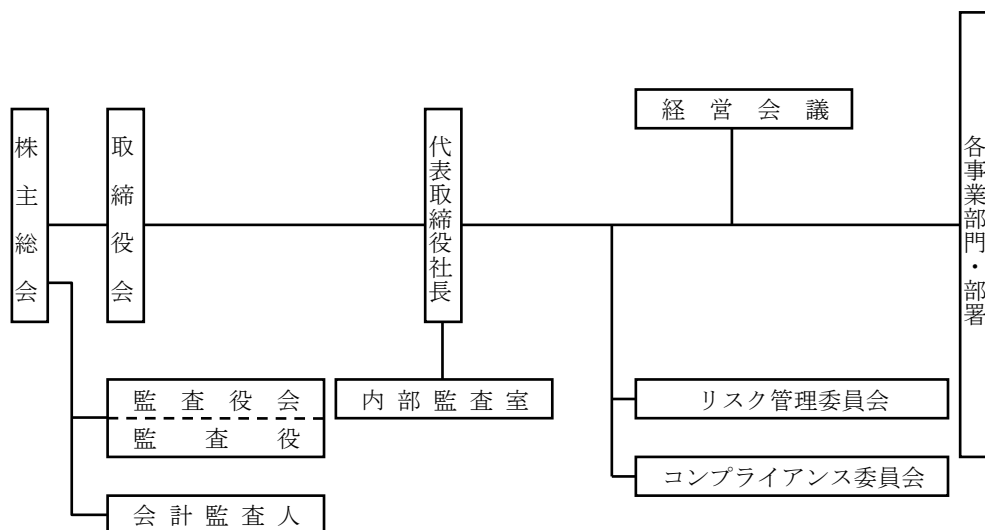 経営会議
株主総会
取締役会
代表取締役社長
各事業部門・部署
監査役会
監査役
内部監査室
リスク管理委員会
コンプライアンス委員会
会計監査人